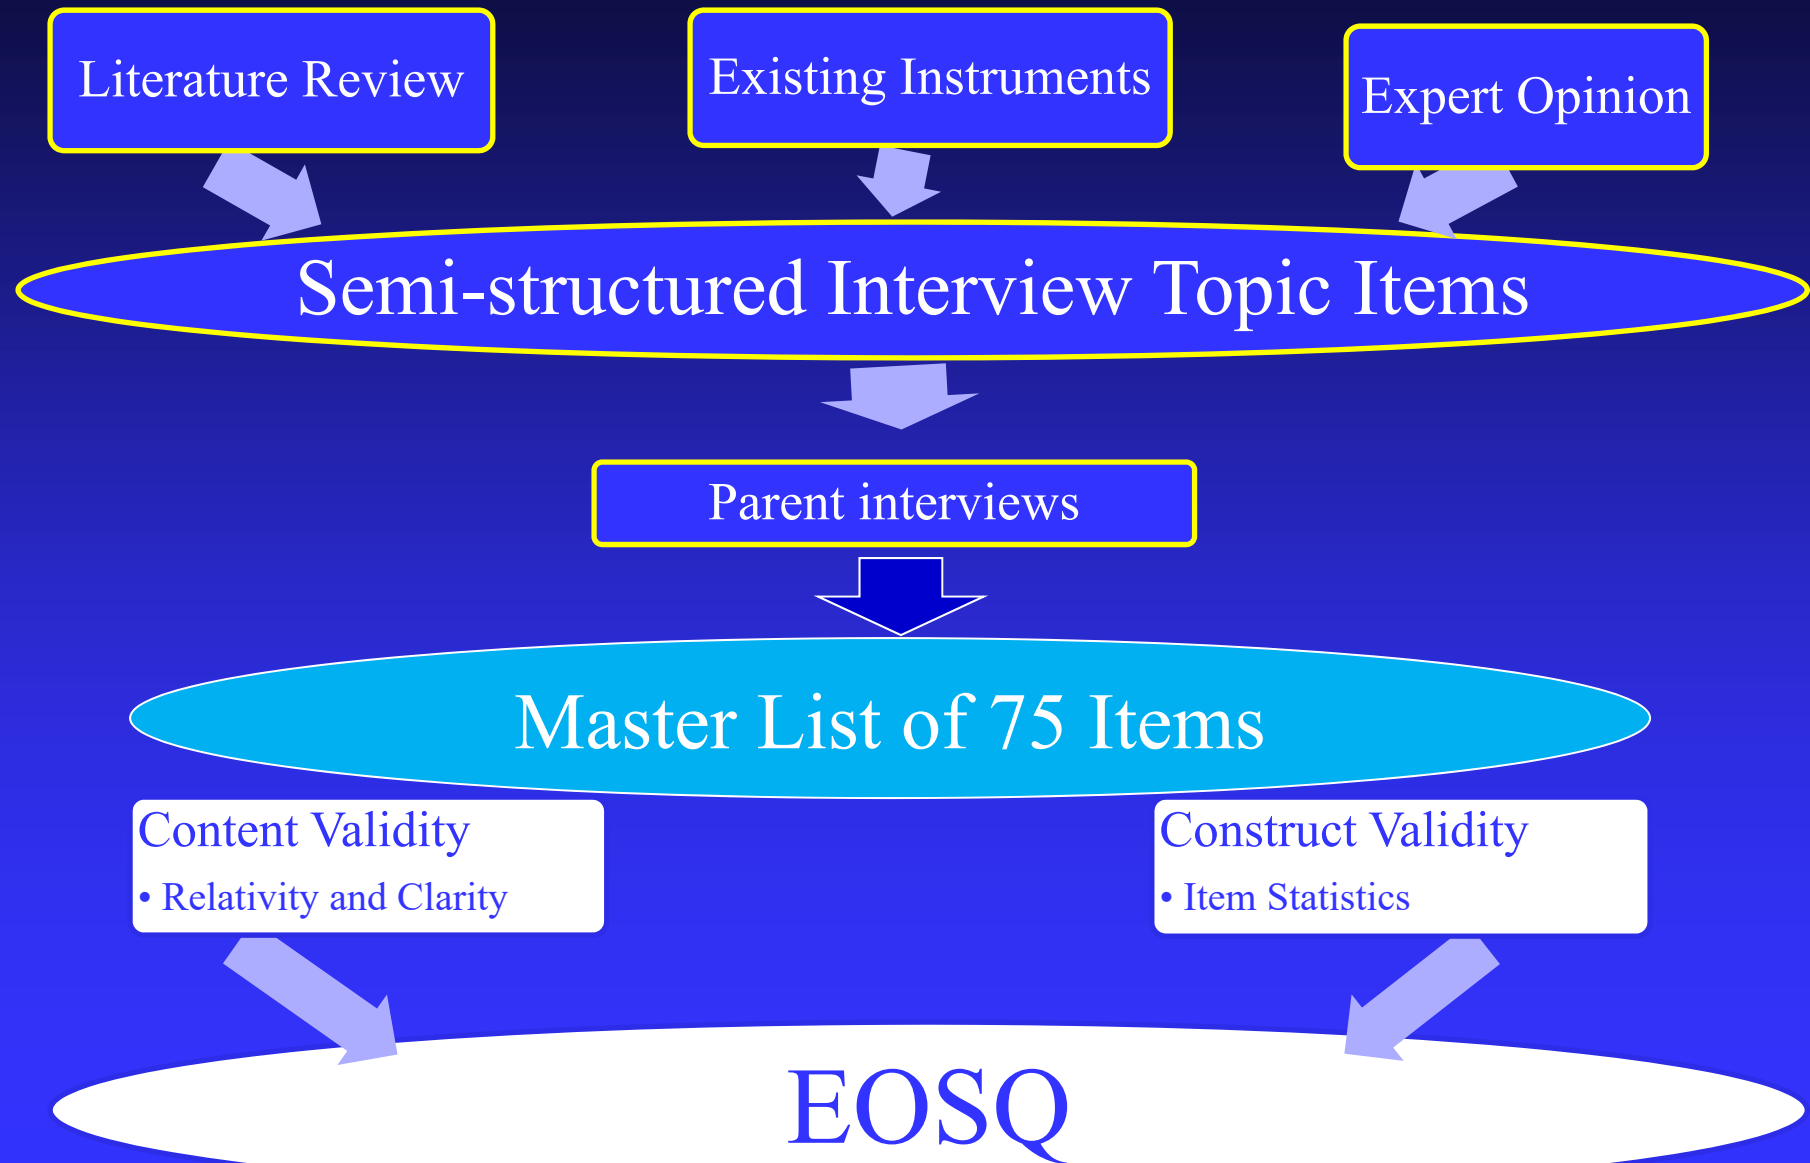 Literature Review
Existing Instruments
Expert Opinion
Semi-structured Interview Topic Items
Parent interviews
Master List of 75 Items
Content Validity
• Relativity and Clarity
Construct Validity
• Item Statistics
EOSQ